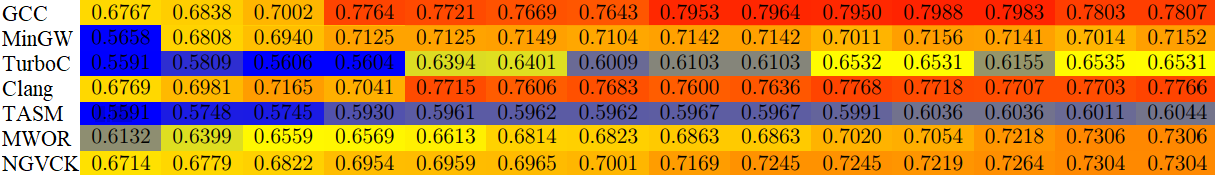 GCC 0.6767 0.6838 0.7002 0.7764 0.7721 0.7669 0.7643 0.7953 0.7964 0.7950 0.7988 0.7983 0.7803 0.7807
MinGW 0.5658 0.6808 0.6940 0.7125 0.7125 0.7149 0.7104 0.7142 0.7142 0.7011 0.7156 0.7141 0.7014 0.7152
TurboC 0.5591 0.5809 0.5606 0.5604 0.6394 0.6401 0.6009 0.6103 0.6103 0.6532 0.6531 0.6155 0.6535 0.6531
Clang 0.6769 0.6981 0.7165 0.7041 0.7715 0.7606 0.7683 0.7600 0.7636 0.7768 0.7718 0.7707 0.7703 0.7766
TASM 0.5591 0.5748 0.5745 0.5930 0.5961 0.5962 0.5962 0.5967 0.5967 0.5991 0.6036 0.6036 0.6011 0.6044
MWOR 0.6132 0.6399 0.6559 0.6569 0.6613 0.6814 0.6823 0.6863 0.6863 0.7020 0.7054 0.7218 0.7306 0.7306
NGVCK 0.6714 0.6779 0.6822 0.6954 0.6959 0.6965 0.7001 0.7169 0.7245 0.7245 0.7219 0.7264 0.7304 0.7304